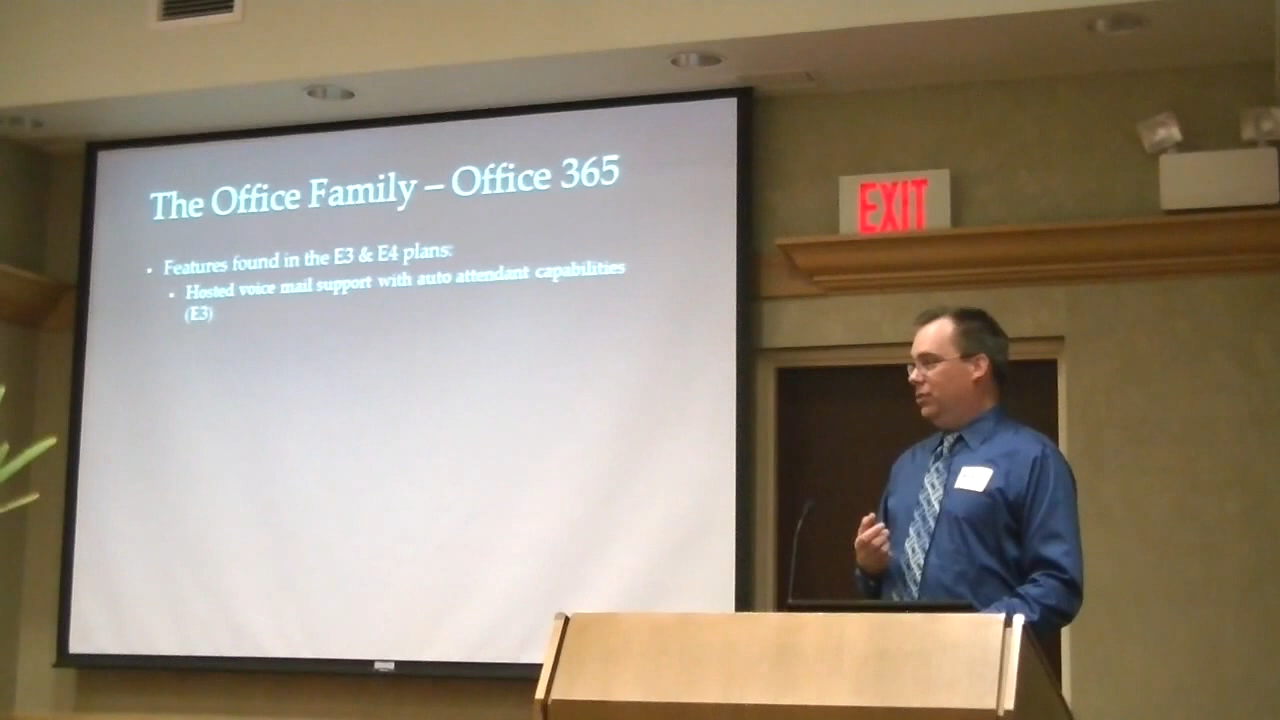 The Office Family – Office 365
• Features found in the E3 & E4 plans:
• Hosted voice mail support with auto attendant capabilities
(E3)
EXIT